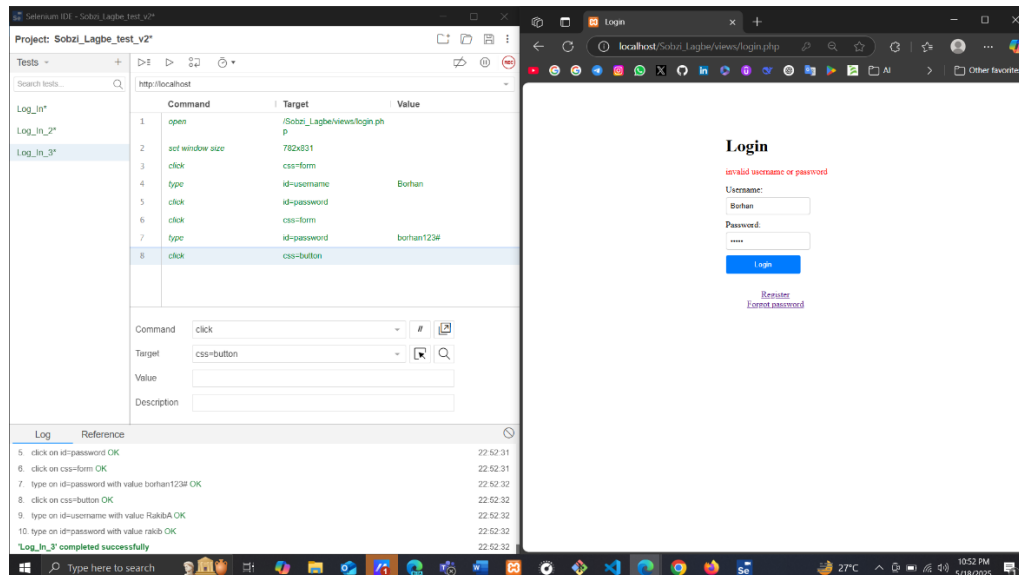 Selenium IDE - Sobzi_Lagbe_test_v2*
Project: Sobzi_Lagbe_test_v2*
Tests
Search tests...
Log_In*
Log_In_2*
Log_In_3*
http://localhost
Command Target Value
1 open /Sobzi_Lagbe/views/login.ph
p
2 set window size 782x831
3 click css=form
4 type id=username Borhan
5 click id=password
6 click css=form
7 type id=password borhan123#
8 click css=button
Command click //
Target css=button
Value
Description
Log Reference
5. click on id=password OK 22:52:31
6. click on css=form OK 22:52:31
7. type on id=password with value borhan123# OK 22:52:32
8. click on css=button OK 22:52:32
9. type on id=username with value RakibA OK 22:52:32
10. type on id=password with value rakib OK 22:52:32
'Log_In_3' completed successfully 22:52:32
Login
localhost/Sobzi_Lagbe/views/login.php
AI
Other favorite
Login
invalid username or password
Username:
Borhan
Password:
Login
Register
Forgot password
Type here to search
27°C
10:52 PM
5/18/2025